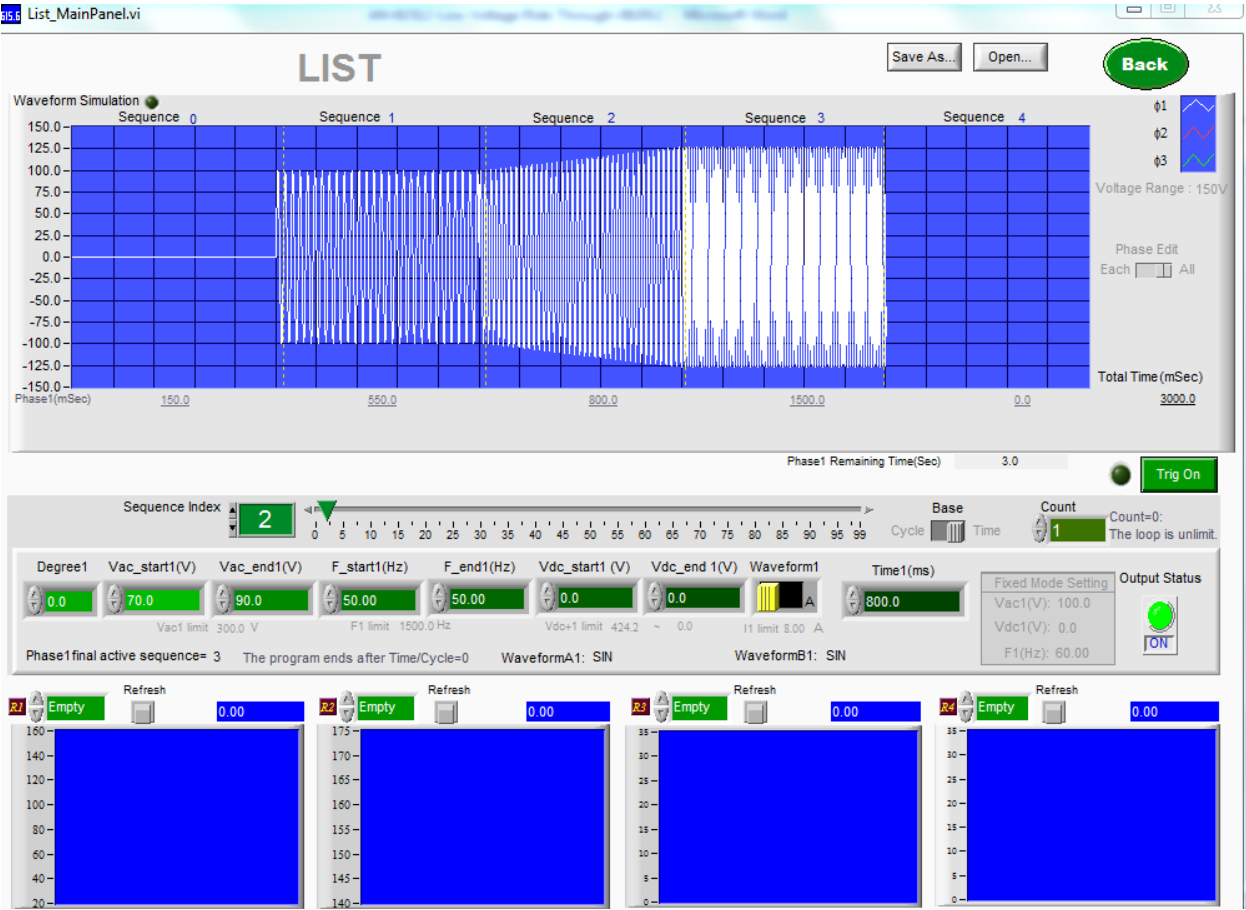 List_MainPanel.vi
LIST
Save As...
Open...
Back
Waveform Simulation
Sequence 0
Sequence 1
Sequence 2
Sequence 3
Sequence 4
150.0
125.0
100.0
75.0
50.0
25.0
0.0
-25.0
-50.0
-75.0
-100.0
-125.0
-150.0
ϕ1
ϕ2
ϕ3
Voltage Range : 150V
Phase Edit
Each All
Total Time(mSec)
3000.0
Phase1(mSec)
150.0
550.0
800.0
1500.0
0.0
Phase1 Remaining Time(Sec) 3.0
Trig On
Sequence Index 2
0 5 10 15 20 25 30 35 40 45 50 55 60 65 70 75 80 85 90 95 99
Base
Cycle Time
Count
1
Count=0:
The loop is unlimit.
Degree1 Vac_start1(V) Vac_end1(V) F_start1(Hz) F_end1(Hz) Vdc_start1 (V) Vdc_end 1(V) Waveform1 Time1(ms)
0.0 70.0 90.0 50.00 50.00 0.0 0.0 A 800.0
Vac1 limit 300.0 V F1 limit 1500.0 Hz Vdc+1 limit 424.2 ~ 0.0 I1 limit 8.00 A
Phase1final active sequence= 3 The program ends after Time/Cycle=0 WaveformA1: SIN WaveformB1: SIN
Fixed Mode Setting
Vac1(V): 100.0
Vdc1(V): 0.0
F1(Hz): 60.00
Output Status
ON
R1 Empty Refresh 0.00
R2 Empty Refresh 0.00
R3 Empty Refresh 0.00
R4 Empty Refresh 0.00
160
140
120
100
80
60
40
20
175
170
165
160
155
150
145
140
35
30
25
20
15
10
5
0
35
30
25
20
15
10
5
0